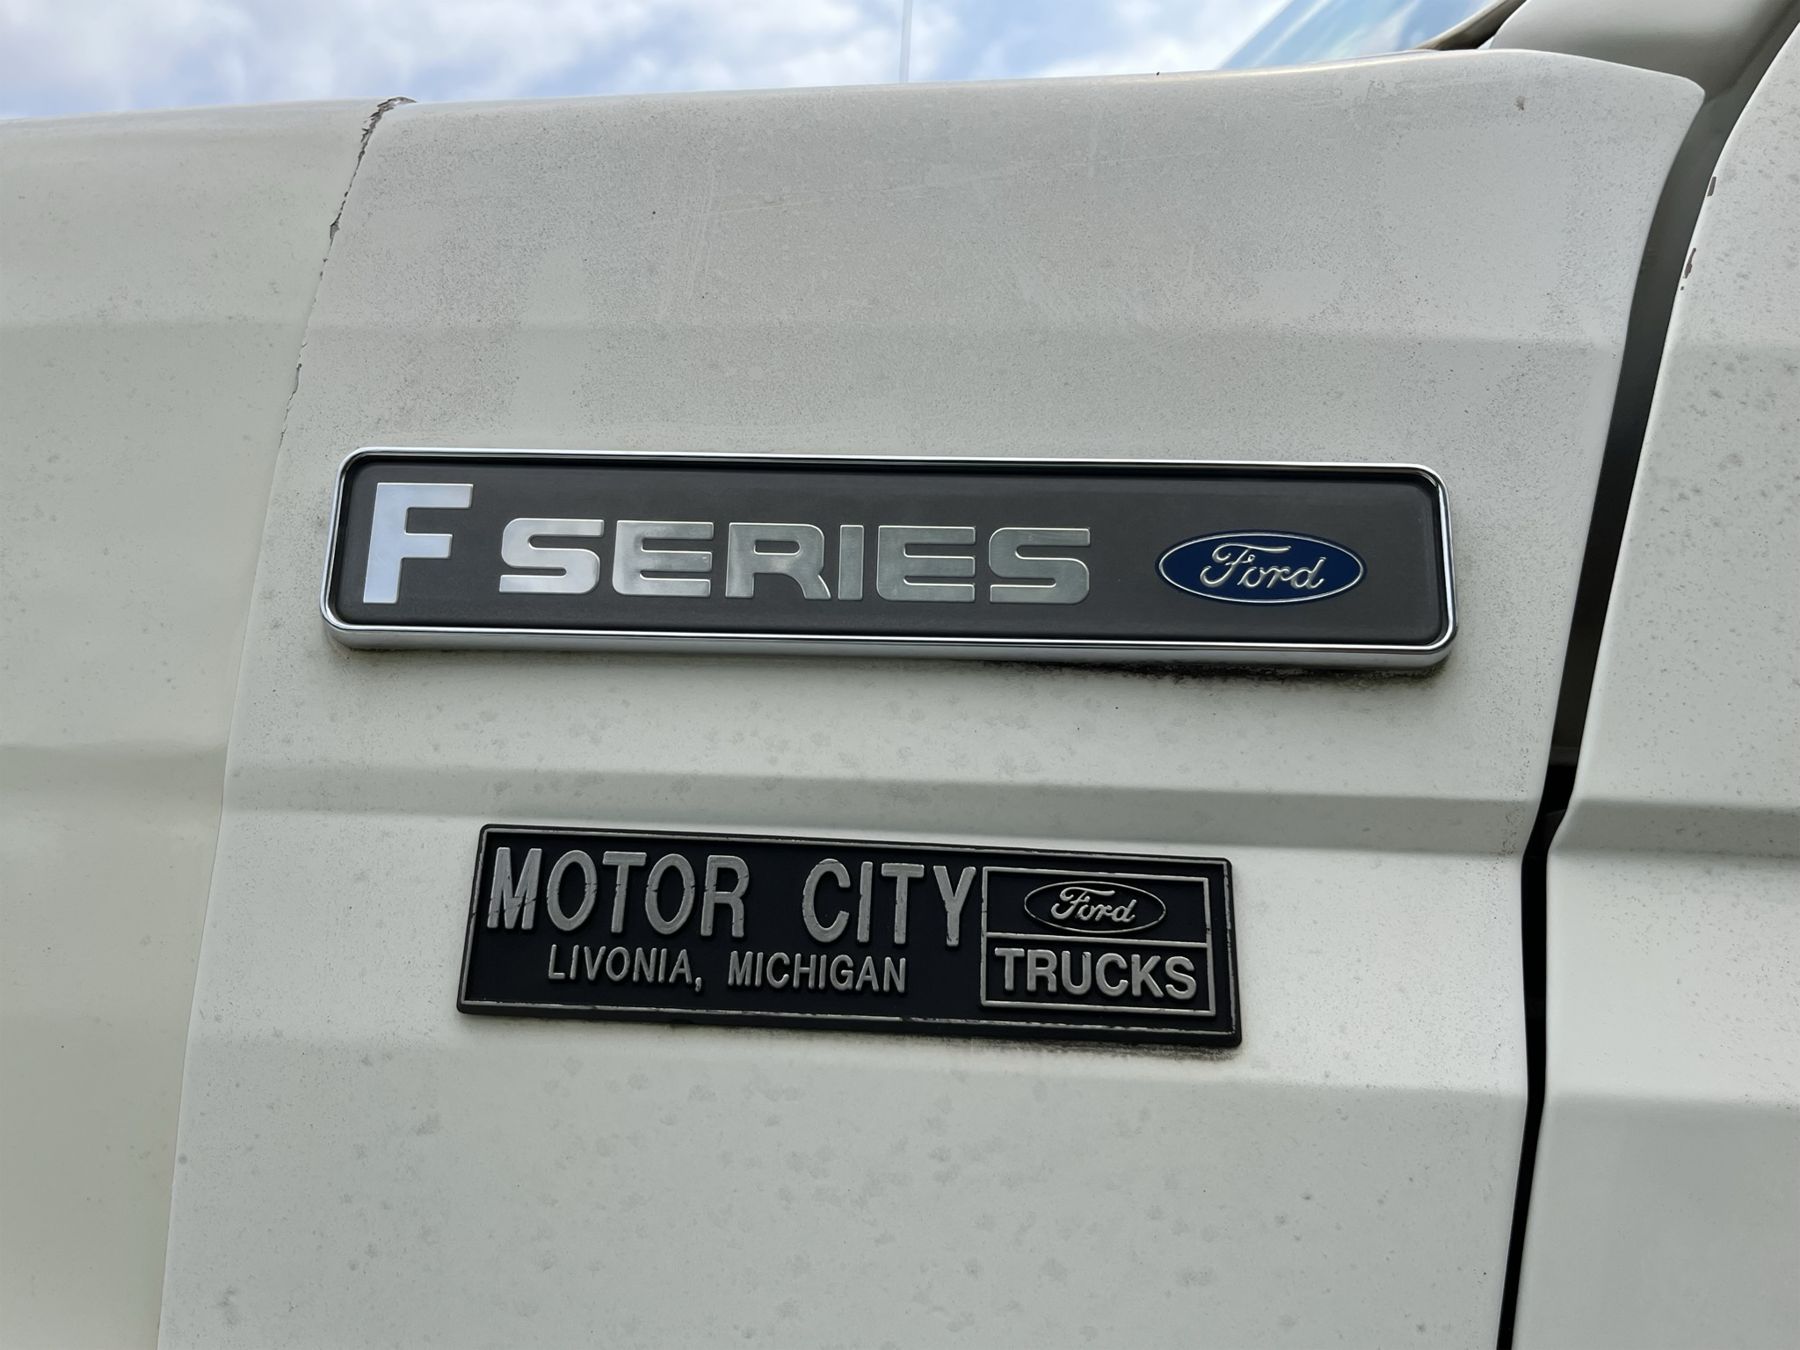 F SERIES Ford
MOTOR CITY
LIVONIA, MICHIGAN
Ford
TRUCKS